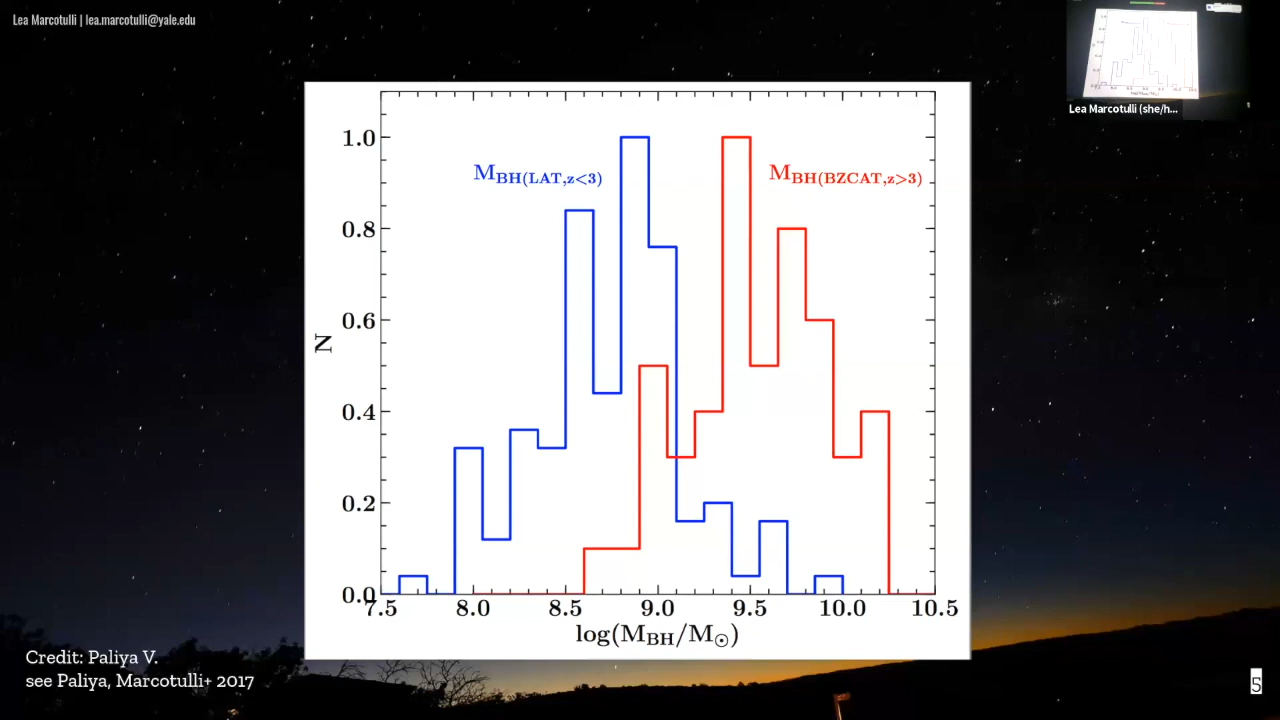 Lea Marcotulli | lea.marcotulli@yale.edu
Lea Marcotulli (she/h...
M_BH(LAT,z<3)
M_BH(BZCAT,z>3)
1.0
0.8
0.6
0.4
0.2
0.0
N
7.5 8.0 8.5 9.0 9.5 10.0 10.5
log(M_BH/M_⊙)
Credit: Paliya V.
see Paliya, Marcotulli+ 2017
5